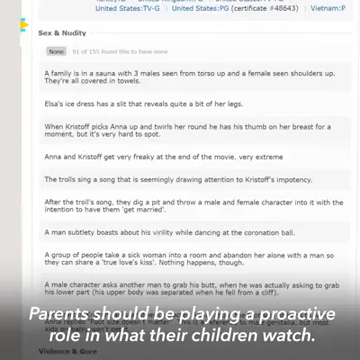 United States:TV-G | United States:PG (certificate #48643) | Vietnam:P
Sex & Nudity
None 91 of 155 found this to have none
A family is in a sauna with 3 males seen from torso up and a female seen shoulders up.
They're all covered in towels.
Elsa's ice dress has a slit that reveals quite a bit of her legs.
When Kristoff picks Anna up and twirls her round he has his thumb on her breast for a
moment, but it's very hard to spot.
Anna and Kristoff get very freaky at the end of the movie. very extreme
The trolls sing a song that is seemingly drawing attention to Kristoff's impotency.
After the troll's song, they dig a pit and throw a male and female character into it with the
intention to have them 'get married'.
A man subtlety boasts about his virility while dancing at the coronation ball.
A group of people take a sick woman into a room and abandon her alone with a man so
they can share a 'true love's kiss'. Nothing happens, though.
A male character asks another man to grab his butt, when he was actually asking to grab
his lower part (his upper body was separated when he fell from a cliff).
Parents should be playing a proactive
role in what their children watch.
Violence & Gore